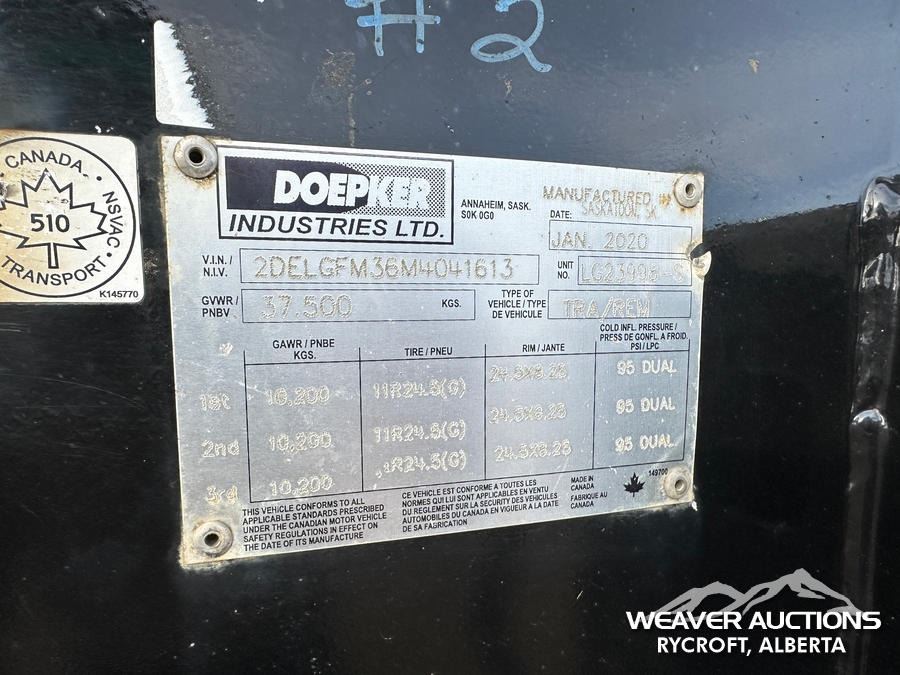 #2
CANADA
NSVAC
510
TRANSPORT
K145770
DOEPKER
INDUSTRIES LTD.
ANNAHEIM, SASK.
S0K 0G0
MANUFACTURED IN
SASKATOON, SK
DATE:
JAN. 2020
V.I.N./
N.I.V.
2DELGFM36M4041613
UNIT
NO.
GVWR /
PNBV
37.500
KGS.
TYPE OF
VEHICLE / TYPE
DE VEHICULE
TRA/REM
GAWR / PNBE
KGS.
TIRE / PNEU
RIM / JANTE
COLD INFL. PRESSURE /
PRESS DE GONFL. A FROID.
PSI / LPC
1st 11R24.5(G) 24.5X8.25 95 DUAL
2nd 10.200 11R24.5(G) 24.5X8.25 95 DUAL
3rd 10.200 24.5X8.25 95 DUAL
THIS VEHICLE CONFORMS TO ALL
APPLICABLE STANDARDS PRESCRIBED
UNDER THE CANADIAN MOTOR VEHICLE
SAFETY REGULATIONS IN EFFECT ON
THE DATE OF ITS MANUFACTURE
CE VEHICLE EST CONFORME A TOUTES LES
NORMES QUI LUI SONT APPLICABLES EN VENTU
DU REGLEMENT SUR LA SECURITY DES VEHICULES
AUTOMOBILES DU CANADA EN VIGUEUR A LA DATE
DE SA FABRICATION
MADE IN
CANADA
FABRIQUE AU
CANADA
149700
WEAVER AUCTIONS
RYCROFT, ALBERTA